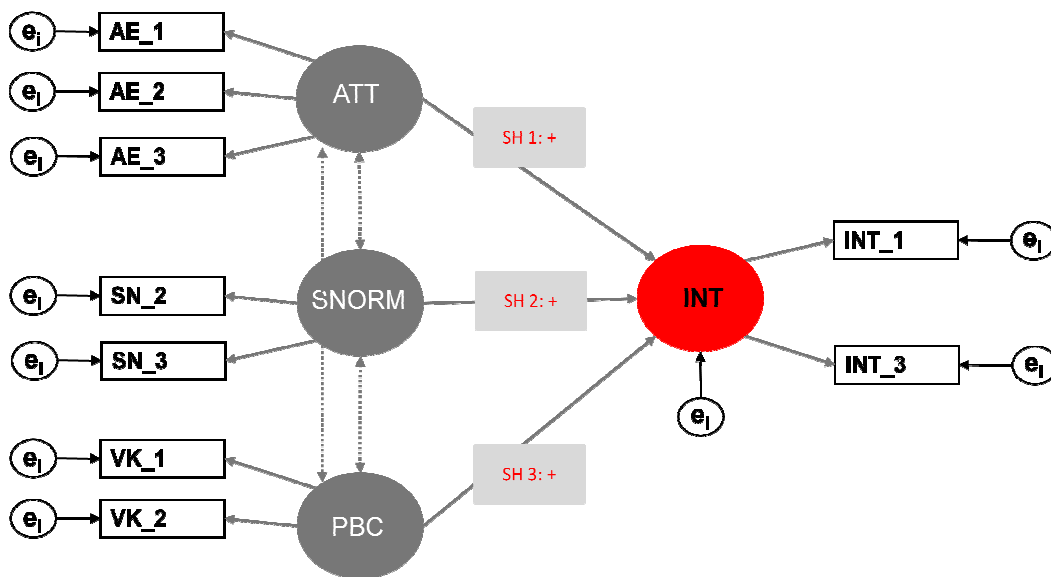 e_i AE_1
ATT
e_I AE_2
SH 1: +
e_I AE_3
INT_1 e_I
e_I SN_2
SNORM
SH 2: +
INT
e_I SN_3
INT_3 e_I
e_I
e_I VK_1
SH 3: +
e_I VK_2
PBC